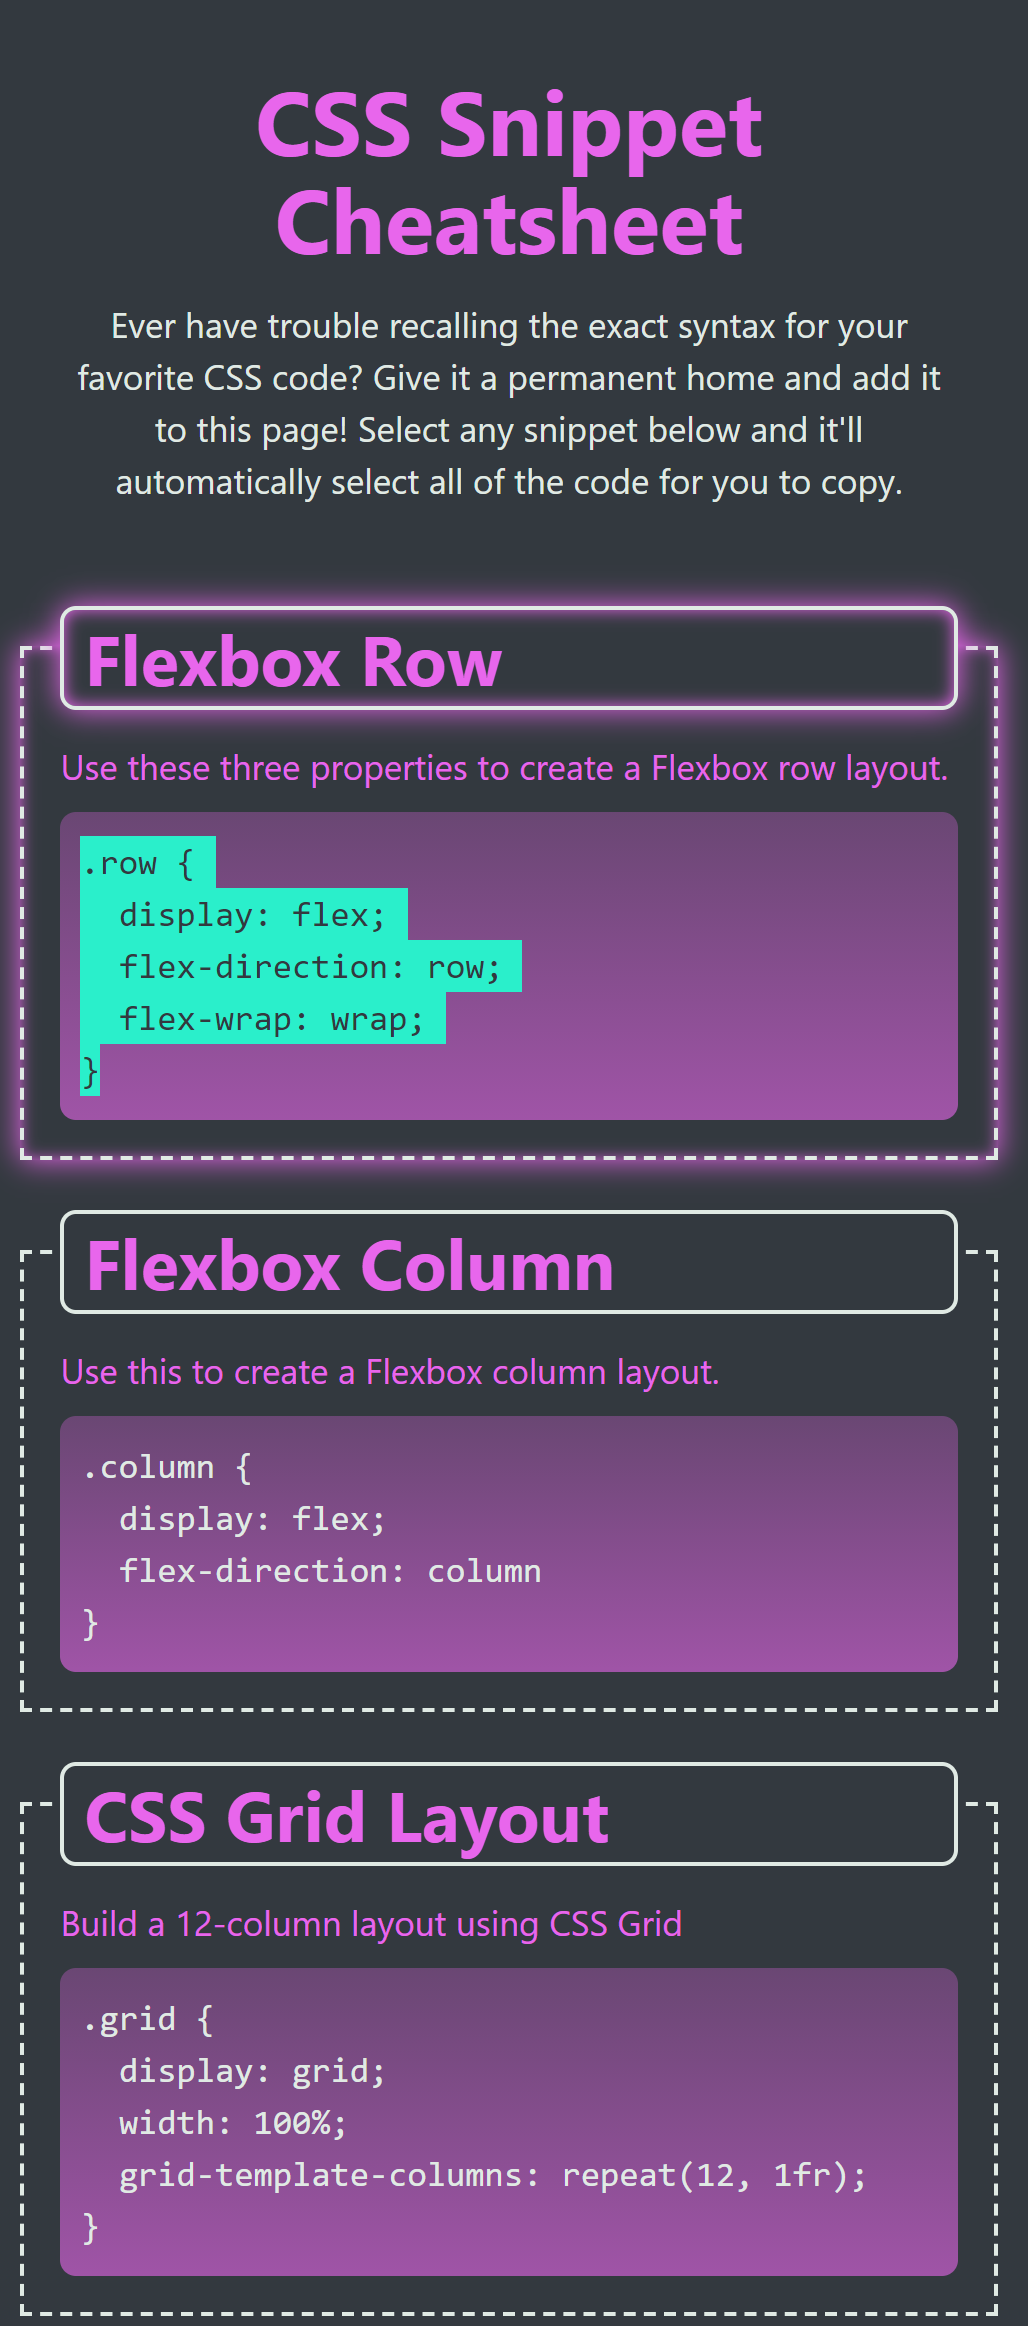 CSS Snippet
Cheatsheet
Ever have trouble recalling the exact syntax for your
favorite CSS code? Give it a permanent home and add it
to this page! Select any snippet below and it'll
automatically select all of the code for you to copy.
Flexbox Row
Use these three properties to create a Flexbox row layout.
.row {
  display: flex;
  flex-direction: row;
  flex-wrap: wrap;
}
Flexbox Column
Use this to create a Flexbox column layout.
.column {
  display: flex;
  flex-direction: column
}
CSS Grid Layout
Build a 12-column layout using CSS Grid
.grid {
  display: grid;
  width: 100%;
  grid-template-columns: repeat(12, 1fr);
}